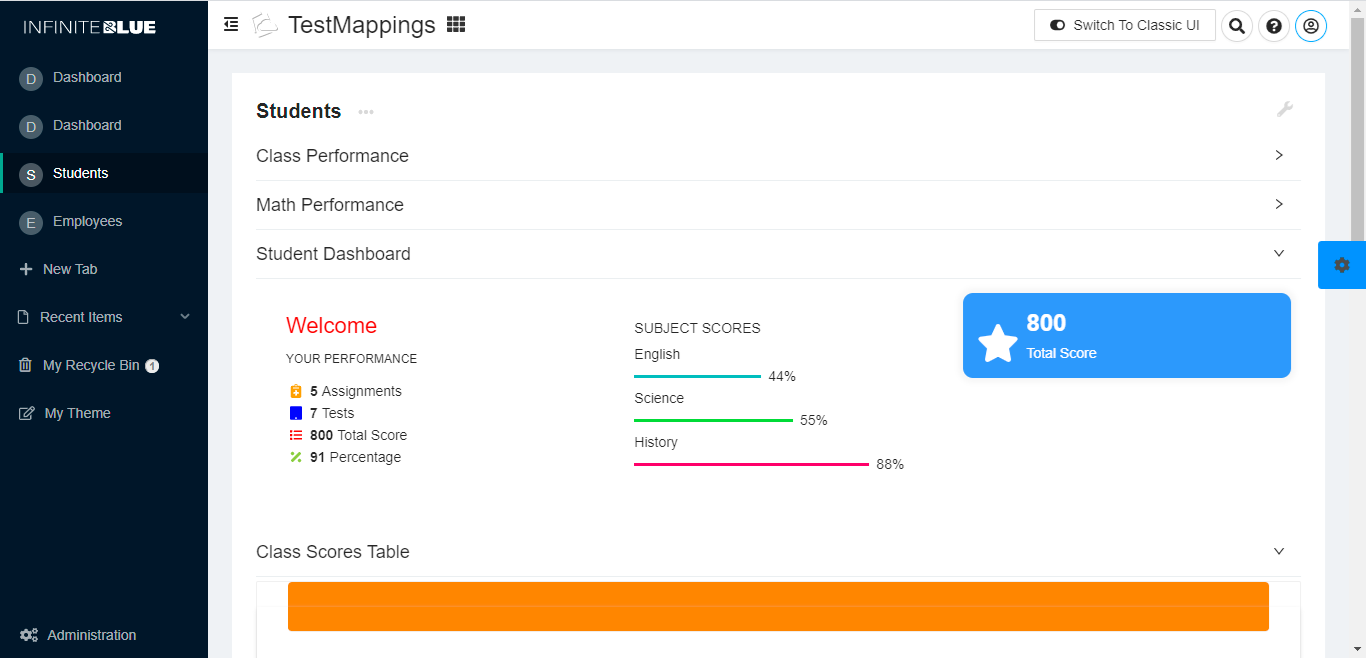 INFINITEBLUE
TestMappings
Switch To Classic UI
D Dashboard
D Dashboard
S Students
E Employees
New Tab
Recent Items
My Recycle Bin 1
My Theme
Administration
Students
Class Performance
Math Performance
Student Dashboard
Welcome
YOUR PERFORMANCE
5 Assignments
7 Tests
800 Total Score
91 Percentage
SUBJECT SCORES
English
44%
Science
55%
History
88%
800
Total Score
Class Scores Table